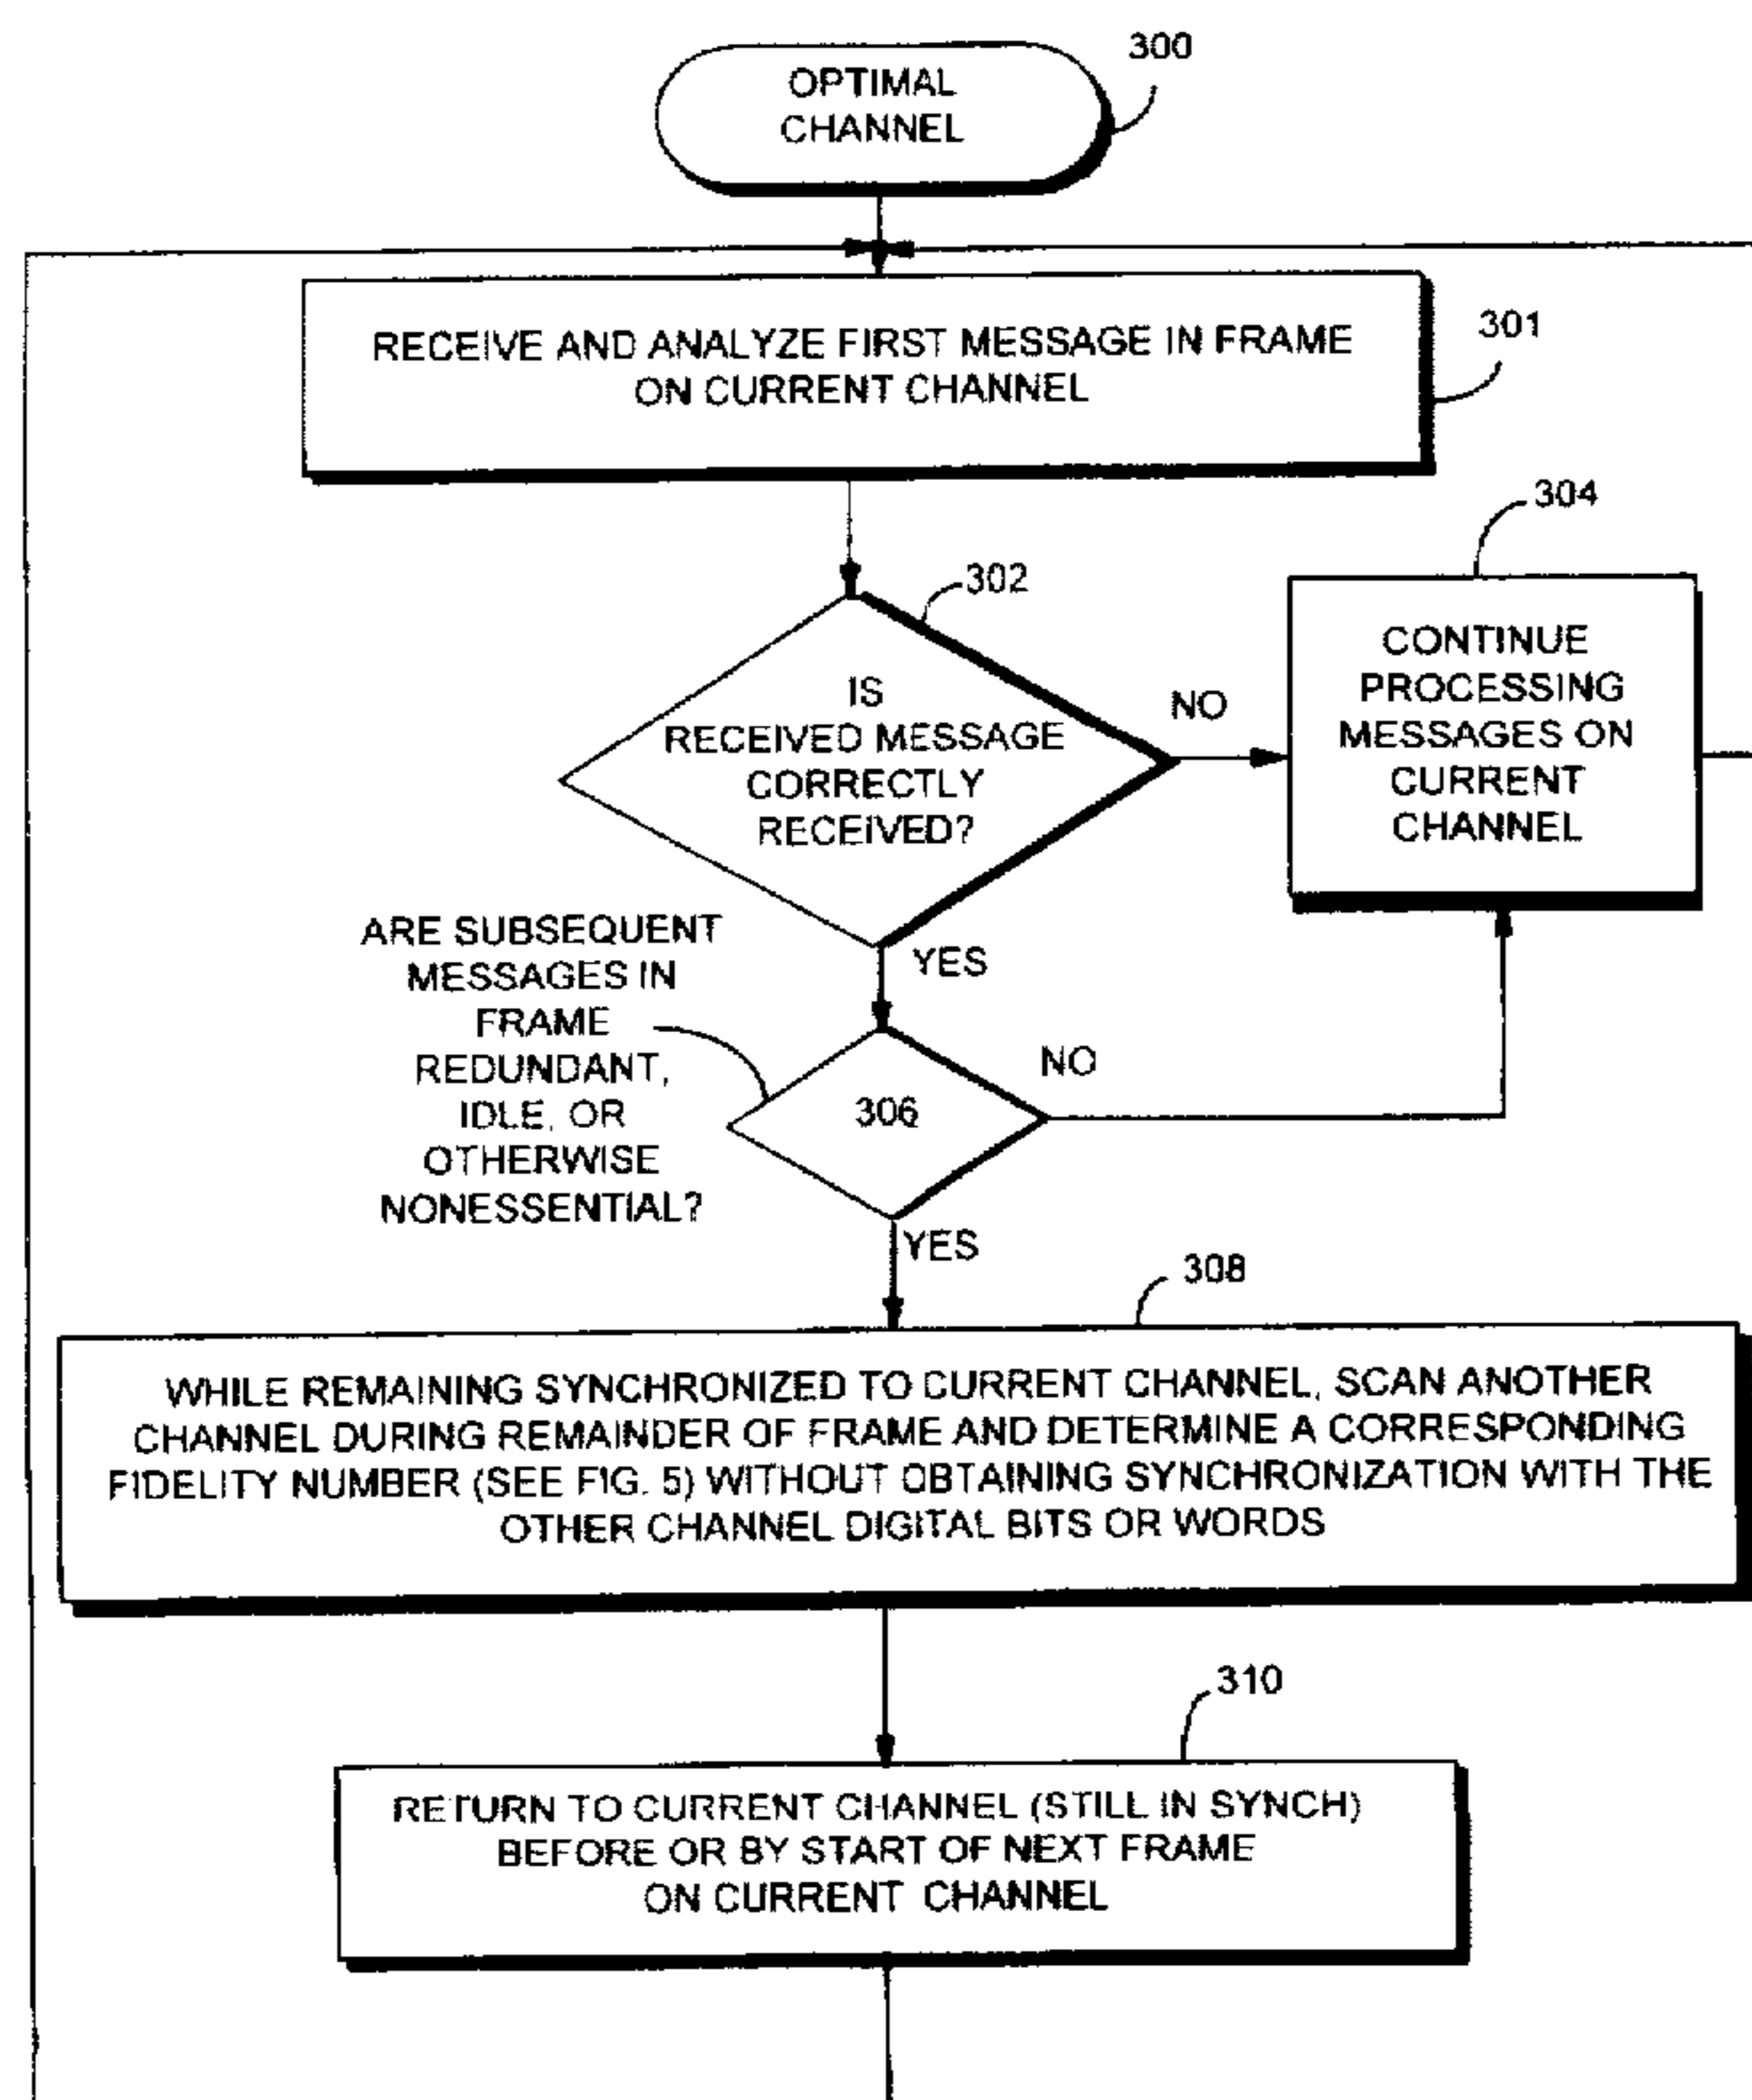 300
OPTIMAL
CHANNEL
301
RECEIVE AND ANALYZE FIRST MESSAGE IN FRAME
ON CURRENT CHANNEL
302
IS
RECEIVED MESSAGE
CORRECTLY
RECEIVED?
NO
304
CONTINUE
PROCESSING
MESSAGES ON
CURRENT
CHANNEL
YES
ARE SUBSEQUENT
MESSAGES IN
FRAME
REDUNDANT,
IDLE, OR
OTHERWISE
NONESSENTIAL?
306
NO
YES
308
WHILE REMAINING SYNCHRONIZED TO CURRENT CHANNEL, SCAN ANOTHER
CHANNEL DURING REMAINDER OF FRAME AND DETERMINE A CORRESPONDING
FIDELITY NUMBER (SEE FIG. 5) WITHOUT OBTAINING SYNCHRONIZATION WITH THE
OTHER CHANNEL DIGITAL BITS OR WORDS
310
RETURN TO CURRENT CHANNEL (STILL IN SYNCH)
BEFORE OR BY START OF NEXT FRAME
ON CURRENT CHANNEL